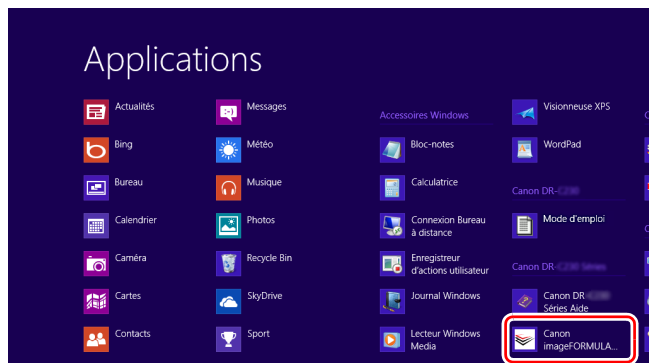 Applications
Actualités
Bing
Bureau
Calendrier
Caméra
Cartes
Contacts
Messages
Météo
Musique
Photos
Recycle Bin
SkyDrive
Sport
Accessoires Windows
Bloc-notes
Calculatrice
Connexion Bureau
à distance
Enregistreur
d'actions utilisateur
Journal Windows
Lecteur Windows
Media
Visionneuse XPS
WordPad
Canon DR-
Mode d'emploi
Canon DR-
Canon DR
Séries Aide
Canon
imageFORMULA...